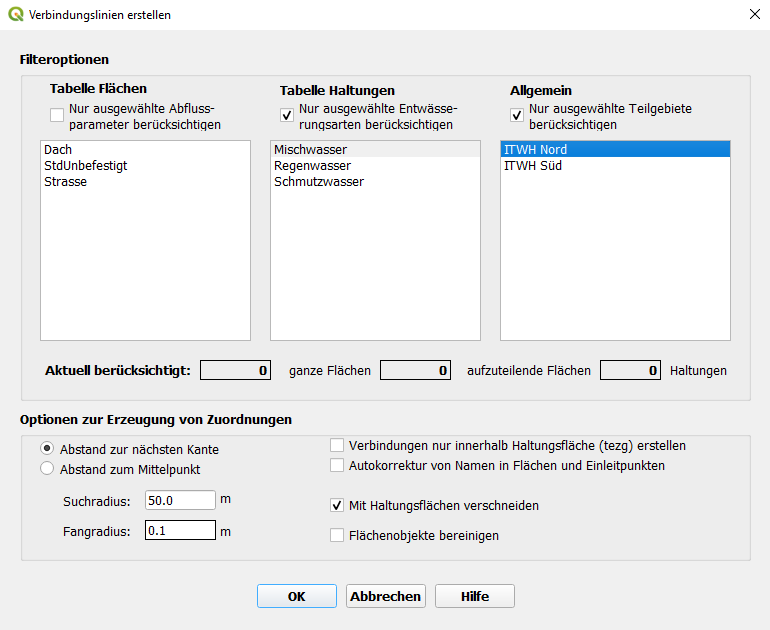 Verbindungslinien erstellen
Filteroptionen
Tabelle Flächen
Nur ausgewählte Abfluss-
parameter berücksichtigen
Dach
StdUnbefestigt
Strasse
Tabelle Haltungen
Nur ausgewählte Entwässe-
rungsarten berücksichtigen
Mischwasser
Regenwasser
Schmutzwasser
Allgemein
Nur ausgewählte Teilgebiete
berücksichtigen
ITWH Nord
ITWH Süd
Aktuell berücksichtigt: 0 ganze Flächen 0 aufzuteilende Flächen 0 Haltungen
Optionen zur Erzeugung von Zuordnungen
Abstand zur nächsten Kante
Abstand zum Mittelpunkt
Suchradius: 50.0 m
Fangradius: 0.1 m
Verbindungen nur innerhalb Haltungsfläche (tezg) erstellen
Autokorrektur von Namen in Flächen und Einleitpunkten
Mit Haltungsflächen verschneiden
Flächenobjekte bereinigen
OK Abbrechen Hilfe